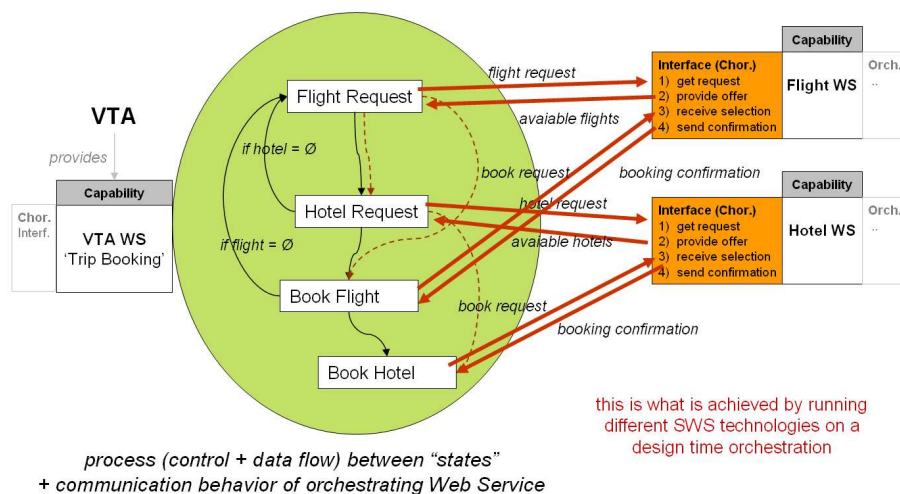 VTA
provides
Capability
Chor.
Interf.
VTA WS
‘Trip Booking’
Flight Request
if hotel = Ø
Hotel Request
if flight = Ø
Book Flight
Book Hotel
flight request
avaiable flights
book request
booking confirmation
hotel request
avaiable hotels
book request
booking confirmation
Capability
Interface (Chor.)
1) get request
2) provide offer
3) receive selection
4) send confirmation
Flight WS
Orch.
..
Capability
Interface (Chor.)
1) get request
2) provide offer
3) receive selection
4) send confirmation
Hotel WS
Orch.
..
this is what is achieved by running
different SWS technologies on a
design time orchestration
process (control + data flow) between “states”
+ communication behavior of orchestrating Web Service